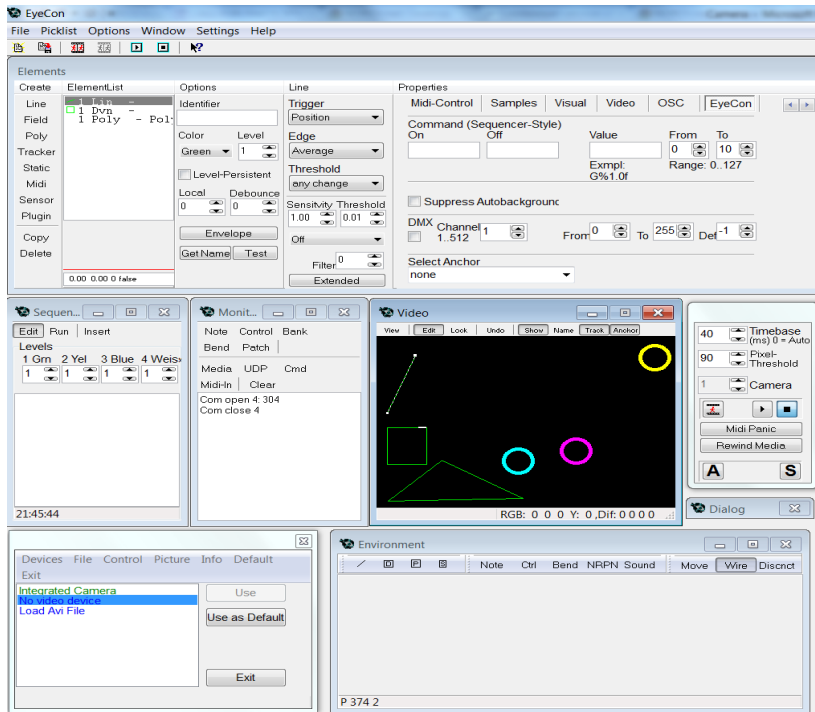 EyeCon
File Picklist Options Window Settings Help
Elements
Create ElementList Options Line Properties
Line
Field
Poly
Tracker
Static
Midi
Sensor
Plugin
Copy
Delete
1 Lin -
1 Dyn -
1 Poly - Pol
0.00 0.00 0 false
Identifier
Color Level
Green 1
Level-Persistent
Local Debounce
0 0
Envelope
GetName Test
Trigger
Position
Edge
Average
Threshold
any change
Sensitvity Threshold
1.00 0.01
Off
Filter 0
Extended
Midi-Control Samples Visual Video OSC EyeCon
Command (Sequencer-Style)
On Off Value From To
0 10
Exmpl: Range: 0..127
G%1.0f
Suppress Autobackground
DMX Channel 1 From 0 To 255 Def -1
1..512
Select Anchor
none
Sequen...
Edit Run Insert
Levels
1 Grn 2 Yel 3 Blue 4 Weis
1 1 1 1
21:45:44
Monit...
Note Control Bank
Bend Patch
Media UDP Cmd
Midi-In Clear
Com open 4: 304
Com close 4
Video
View Edit Look Undo Show Name Track Anchor
RGB: 0 0 0 Y: 0 ,Dif: 0 0 0 0
40 Timebase
(ms) 0 = Auto
90 Pixel-
Threshold
1 Camera
Midi Panic
Rewind Media
A S
Dialog
Devices File Control Picture Info Default
Exit
Integrated Camera
No video device
Load Avi File
Use
Use as Default
Exit
Environment
D P S Note Ctrl Bend NRPN Sound Move Wire Discnct
P 374 2